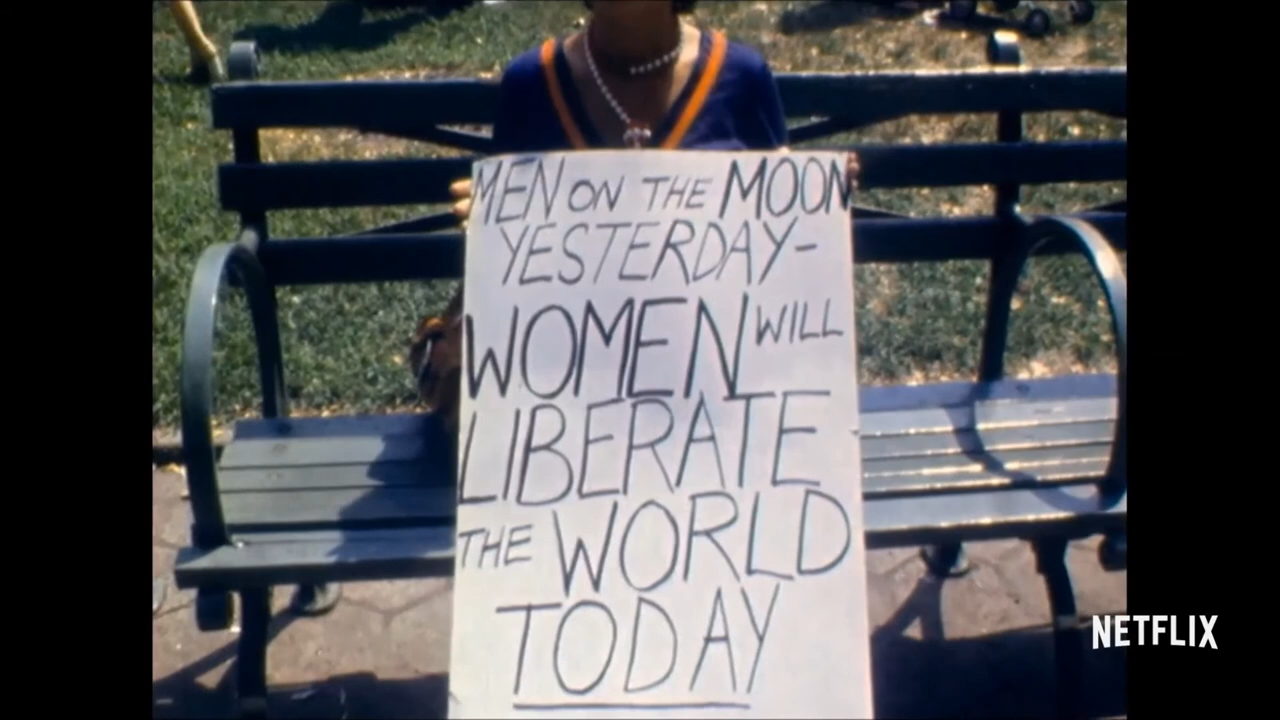 MEN ON THE MOON
YESTERDAY-
WOMEN WILL
LIBERATE
THE WORLD
TODAY
NETFLIX